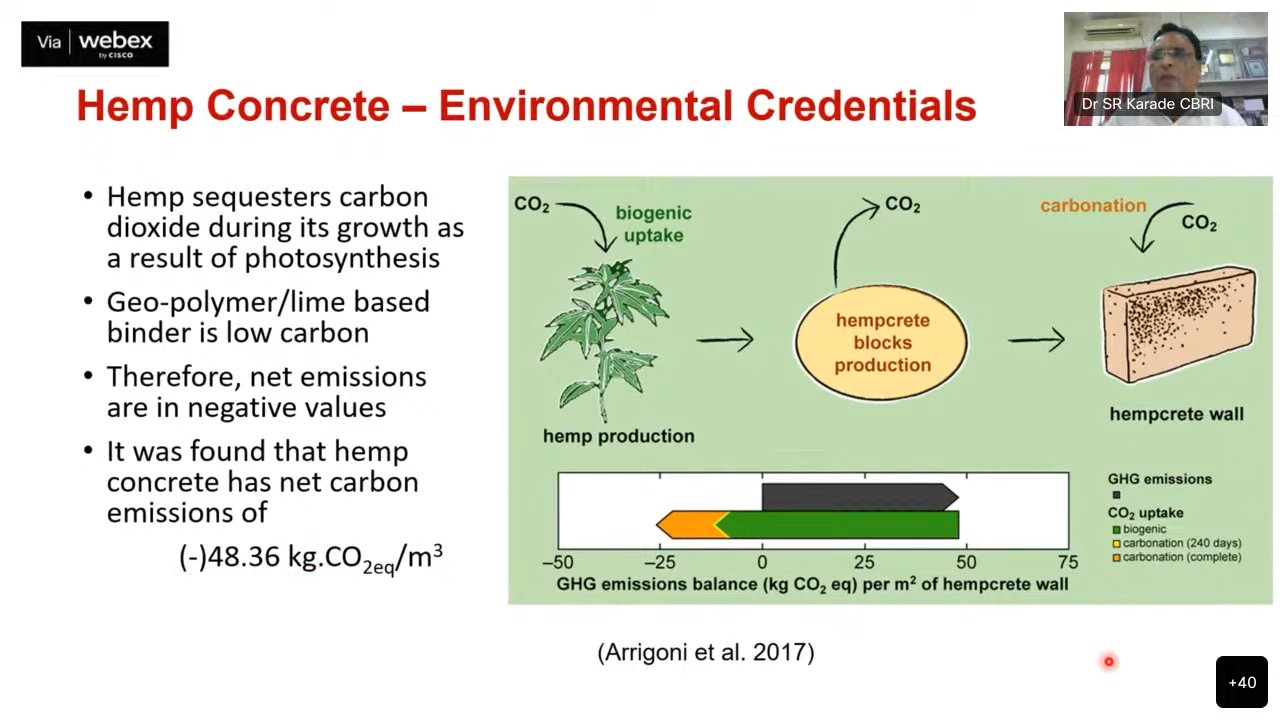 Via | webex
by CISCO
Dr SR Karade CBRI
Hemp Concrete – Environmental Credentials
• Hemp sequesters carbon
dioxide during its growth as
a result of photosynthesis
• Geo-polymer/lime based
binder is low carbon
• Therefore, net emissions
are in negative values
• It was found that hemp
concrete has net carbon
emissions of
(-)48.36 kg.CO₂eq/m³
CO₂
biogenic
uptake
CO₂
carbonation
CO₂
hempcrete
blocks
production
hemp production
hempcrete wall
GHG emissions
CO₂ uptake
biogenic
carbonation (240 days)
carbonation (complete)
–50 –25 0 25 50 75
GHG emissions balance (kg CO₂ eq) per m² of hempcrete wall
(Arrigoni et al. 2017)
+40